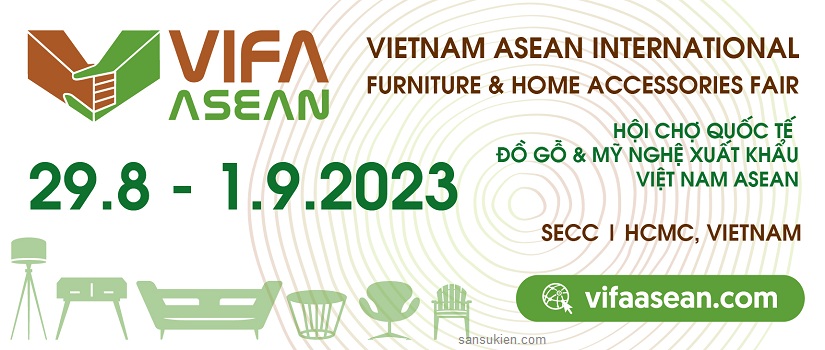 VIFA
ASEAN
VIETNAM ASEAN INTERNATIONAL
FURNITURE & HOME ACCESSORIES FAIR
HỘI CHỢ QUỐC TẾ
ĐỒ GỖ & MỸ NGHỆ XUẤT KHẨU
VIỆT NAM ASEAN
29.8 - 1.9.2023
SECC | HCMC, VIETNAM
vifaasean.com
sansukien.com